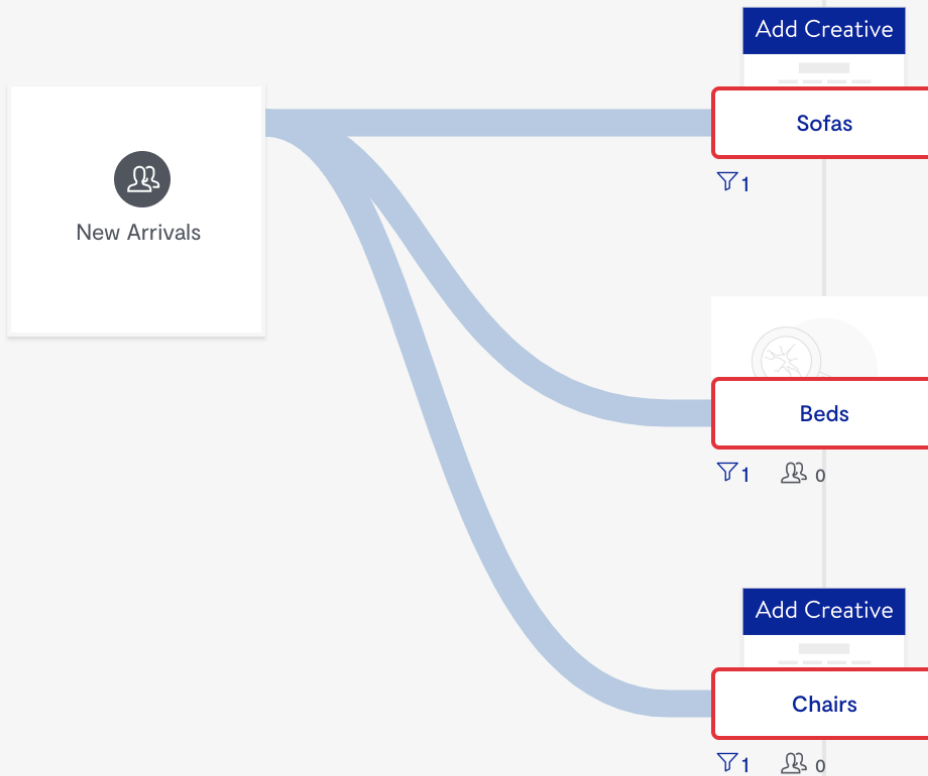 Add Creative
Sofas
1
New Arrivals
Beds
1 0
Add Creative
Chairs
1 0